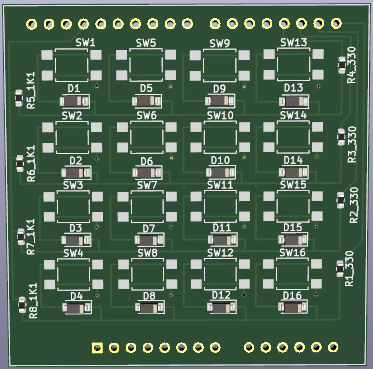 SW1 SW5 SW9 SW13
R4_330
D1 D5 D9 D13
R5_1K1
SW2 SW6 SW10 SW14
R3_330
D2 D6 D10 D14
R6_1K1
SW3 SW7 SW11 SW15
R2_330
D3 D7 D11 D15
R7_1K1
SW4 SW8 SW12 SW16
R1_330
D4 D8 D12 D16
R8_1K1